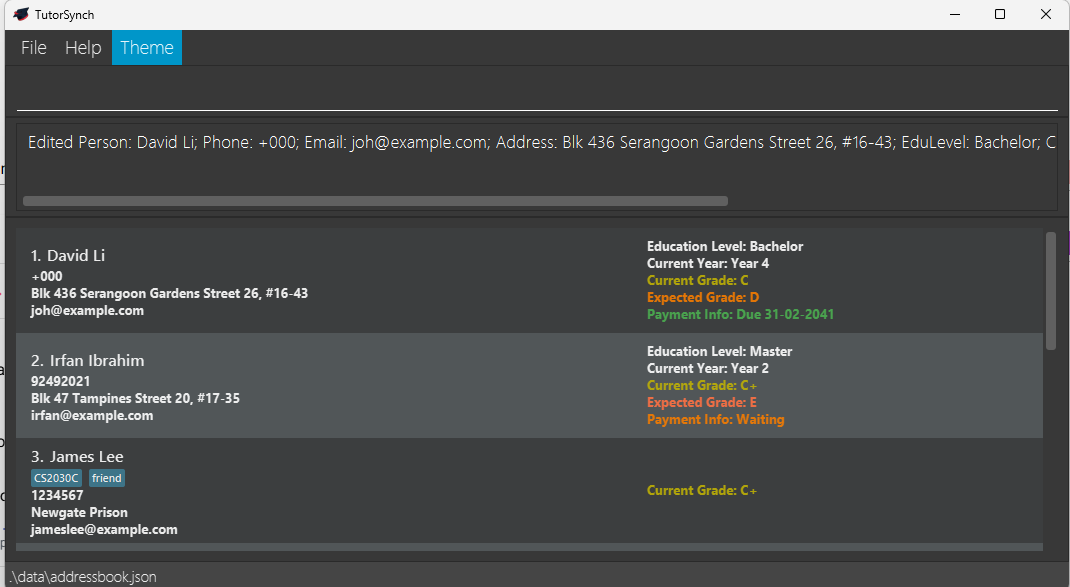 TutorSynch
File Help Theme
Edited Person: David Li; Phone: +000; Email: joh@example.com; Address: Blk 436 Serangoon Gardens Street 26, #16-43; EduLevel: Bachelor; C
1. David Li
+000
Blk 436 Serangoon Gardens Street 26, #16-43
joh@example.com
Education Level: Bachelor
Current Year: Year 4
Current Grade: C
Expected Grade: D
Payment Info: Due 31-02-2041
2. Irfan Ibrahim
92492021
Blk 47 Tampines Street 20, #17-35
irfan@example.com
Education Level: Master
Current Year: Year 2
Current Grade: C+
Expected Grade: E
Payment Info: Waiting
3. James Lee
CS2030C friend
1234567
Newgate Prison
jameslee@example.com
Current Grade: C+
.\data\addressbook.json